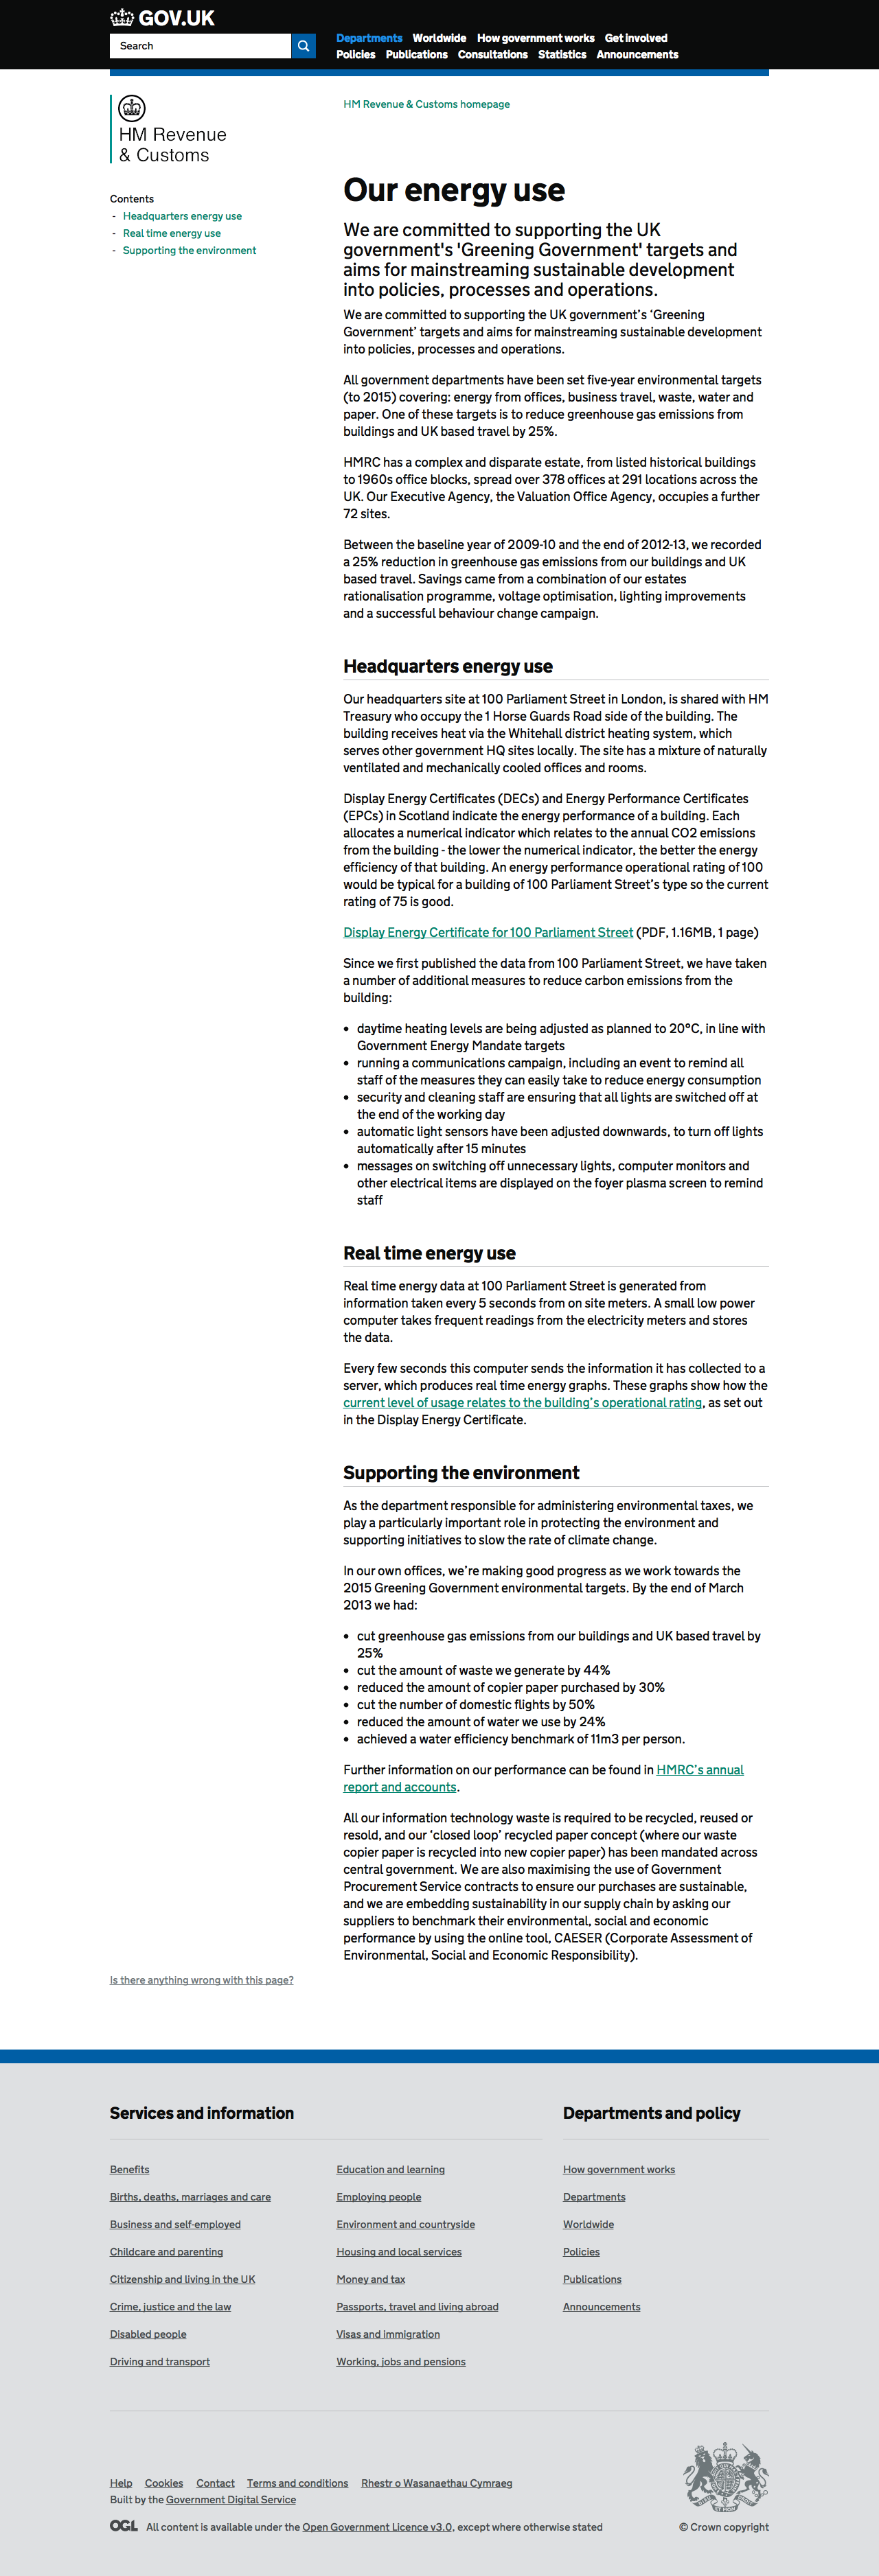 GOV.UK
Search
Departments Worldwide How government works Get involved
Policies Publications Consultations Statistics Announcements
HM Revenue
& Customs
HM Revenue & Customs homepage
Contents
- Headquarters energy use
- Real time energy use
- Supporting the environment
Our energy use
We are committed to supporting the UK
government's 'Greening Government' targets and
aims for mainstreaming sustainable development
into policies, processes and operations.
We are committed to supporting the UK government’s ‘Greening
Government’ targets and aims for mainstreaming sustainable development
into policies, processes and operations.
All government departments have been set five-year environmental targets
(to 2015) covering: energy from offices, business travel, waste, water and
paper. One of these targets is to reduce greenhouse gas emissions from
buildings and UK based travel by 25%.
HMRC has a complex and disparate estate, from listed historical buildings
to 1960s office blocks, spread over 378 offices at 291 locations across the
UK. Our Executive Agency, the Valuation Office Agency, occupies a further
72 sites.
Between the baseline year of 2009-10 and the end of 2012-13, we recorded
a 25% reduction in greenhouse gas emissions from our buildings and UK
based travel. Savings came from a combination of our estates
rationalisation programme, voltage optimisation, lighting improvements
and a successful behaviour change campaign.
Headquarters energy use
Our headquarters site at 100 Parliament Street in London, is shared with HM
Treasury who occupy the 1 Horse Guards Road side of the building. The
building receives heat via the Whitehall district heating system, which
serves other government HQ sites locally. The site has a mixture of naturally
ventilated and mechanically cooled offices and rooms.
Display Energy Certificates (DECs) and Energy Performance Certificates
(EPCs) in Scotland indicate the energy performance of a building. Each
allocates a numerical indicator which relates to the annual CO2 emissions
from the building - the lower the numerical indicator, the better the energy
efficiency of that building. An energy performance operational rating of 100
would be typical for a building of 100 Parliament Street’s type so the current
rating of 75 is good.
Display Energy Certificate for 100 Parliament Street (PDF, 1.16MB, 1 page)
Since we first published the data from 100 Parliament Street, we have taken
a number of additional measures to reduce carbon emissions from the
building:
• daytime heating levels are being adjusted as planned to 20°C, in line with
Government Energy Mandate targets
• running a communications campaign, including an event to remind all
staff of the measures they can easily take to reduce energy consumption
• security and cleaning staff are ensuring that all lights are switched off at
the end of the working day
• automatic light sensors have been adjusted downwards, to turn off lights
automatically after 15 minutes
• messages on switching off unnecessary lights, computer monitors and
other electrical items are displayed on the foyer plasma screen to remind
staff
Real time energy use
Real time energy data at 100 Parliament Street is generated from
information taken every 5 seconds from on site meters. A small low power
computer takes frequent readings from the electricity meters and stores
the data.
Every few seconds this computer sends the information it has collected to a
server, which produces real time energy graphs. These graphs show how the
current level of usage relates to the building’s operational rating, as set out
in the Display Energy Certificate.
Supporting the environment
As the department responsible for administering environmental taxes, we
play a particularly important role in protecting the environment and
supporting initiatives to slow the rate of climate change.
In our own offices, we’re making good progress as we work towards the
2015 Greening Government environmental targets. By the end of March
2013 we had:
• cut greenhouse gas emissions from our buildings and UK based travel by
25%
• cut the amount of waste we generate by 44%
• reduced the amount of copier paper purchased by 30%
• cut the number of domestic flights by 50%
• reduced the amount of water we use by 24%
• achieved a water efficiency benchmark of 11m3 per person.
Further information on our performance can be found in HMRC’s annual
report and accounts.
All our information technology waste is required to be recycled, reused or
resold, and our ‘closed loop’ recycled paper concept (where our waste
copier paper is recycled into new copier paper) has been mandated across
central government. We are also maximising the use of Government
Procurement Service contracts to ensure our purchases are sustainable,
and we are embedding sustainability in our supply chain by asking our
suppliers to benchmark their environmental, social and economic
performance by using the online tool, CAESER (Corporate Assessment of
Environmental, Social and Economic Responsibility).
Is there anything wrong with this page?
Services and information
Benefits
Births, deaths, marriages and care
Business and self-employed
Childcare and parenting
Citizenship and living in the UK
Crime, justice and the law
Disabled people
Driving and transport
Education and learning
Employing people
Environment and countryside
Housing and local services
Money and tax
Passports, travel and living abroad
Visas and immigration
Working, jobs and pensions
Departments and policy
How government works
Departments
Worldwide
Policies
Publications
Announcements
Help Cookies Contact Terms and conditions Rhestr o Wasanaethau Cymraeg
Built by the Government Digital Service
OGL All content is available under the Open Government Licence v3.0, except where otherwise stated
© Crown copyright